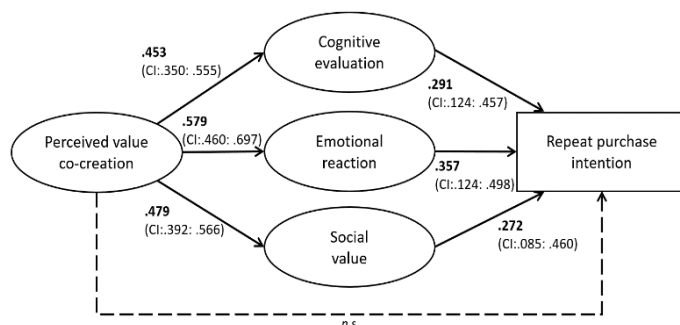 .453
(CI:.350: .555)
Cognitive
evaluation
.291
(CI:.124: .457)
.579
(CI:.460: .697)
Perceived value
co-creation
Emotional
reaction
Repeat purchase
intention
.357
(CI:.124: .498)
.479
(CI:.392: .566)
Social
value
.272
(CI:.085: .460)
n.s.